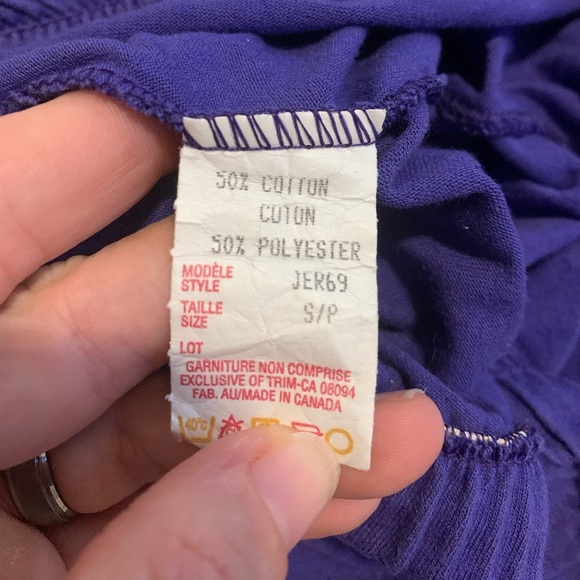 50% COTTON
COTON
50% POLYESTER
MODÈLE
STYLE JER69
TAILLE
SIZE S/P
LOT
GARNITURE NON COMPRISE
EXCLUSIVE OF TRIM-CA 08094
FAB. AU/MADE IN CANADA
40°C